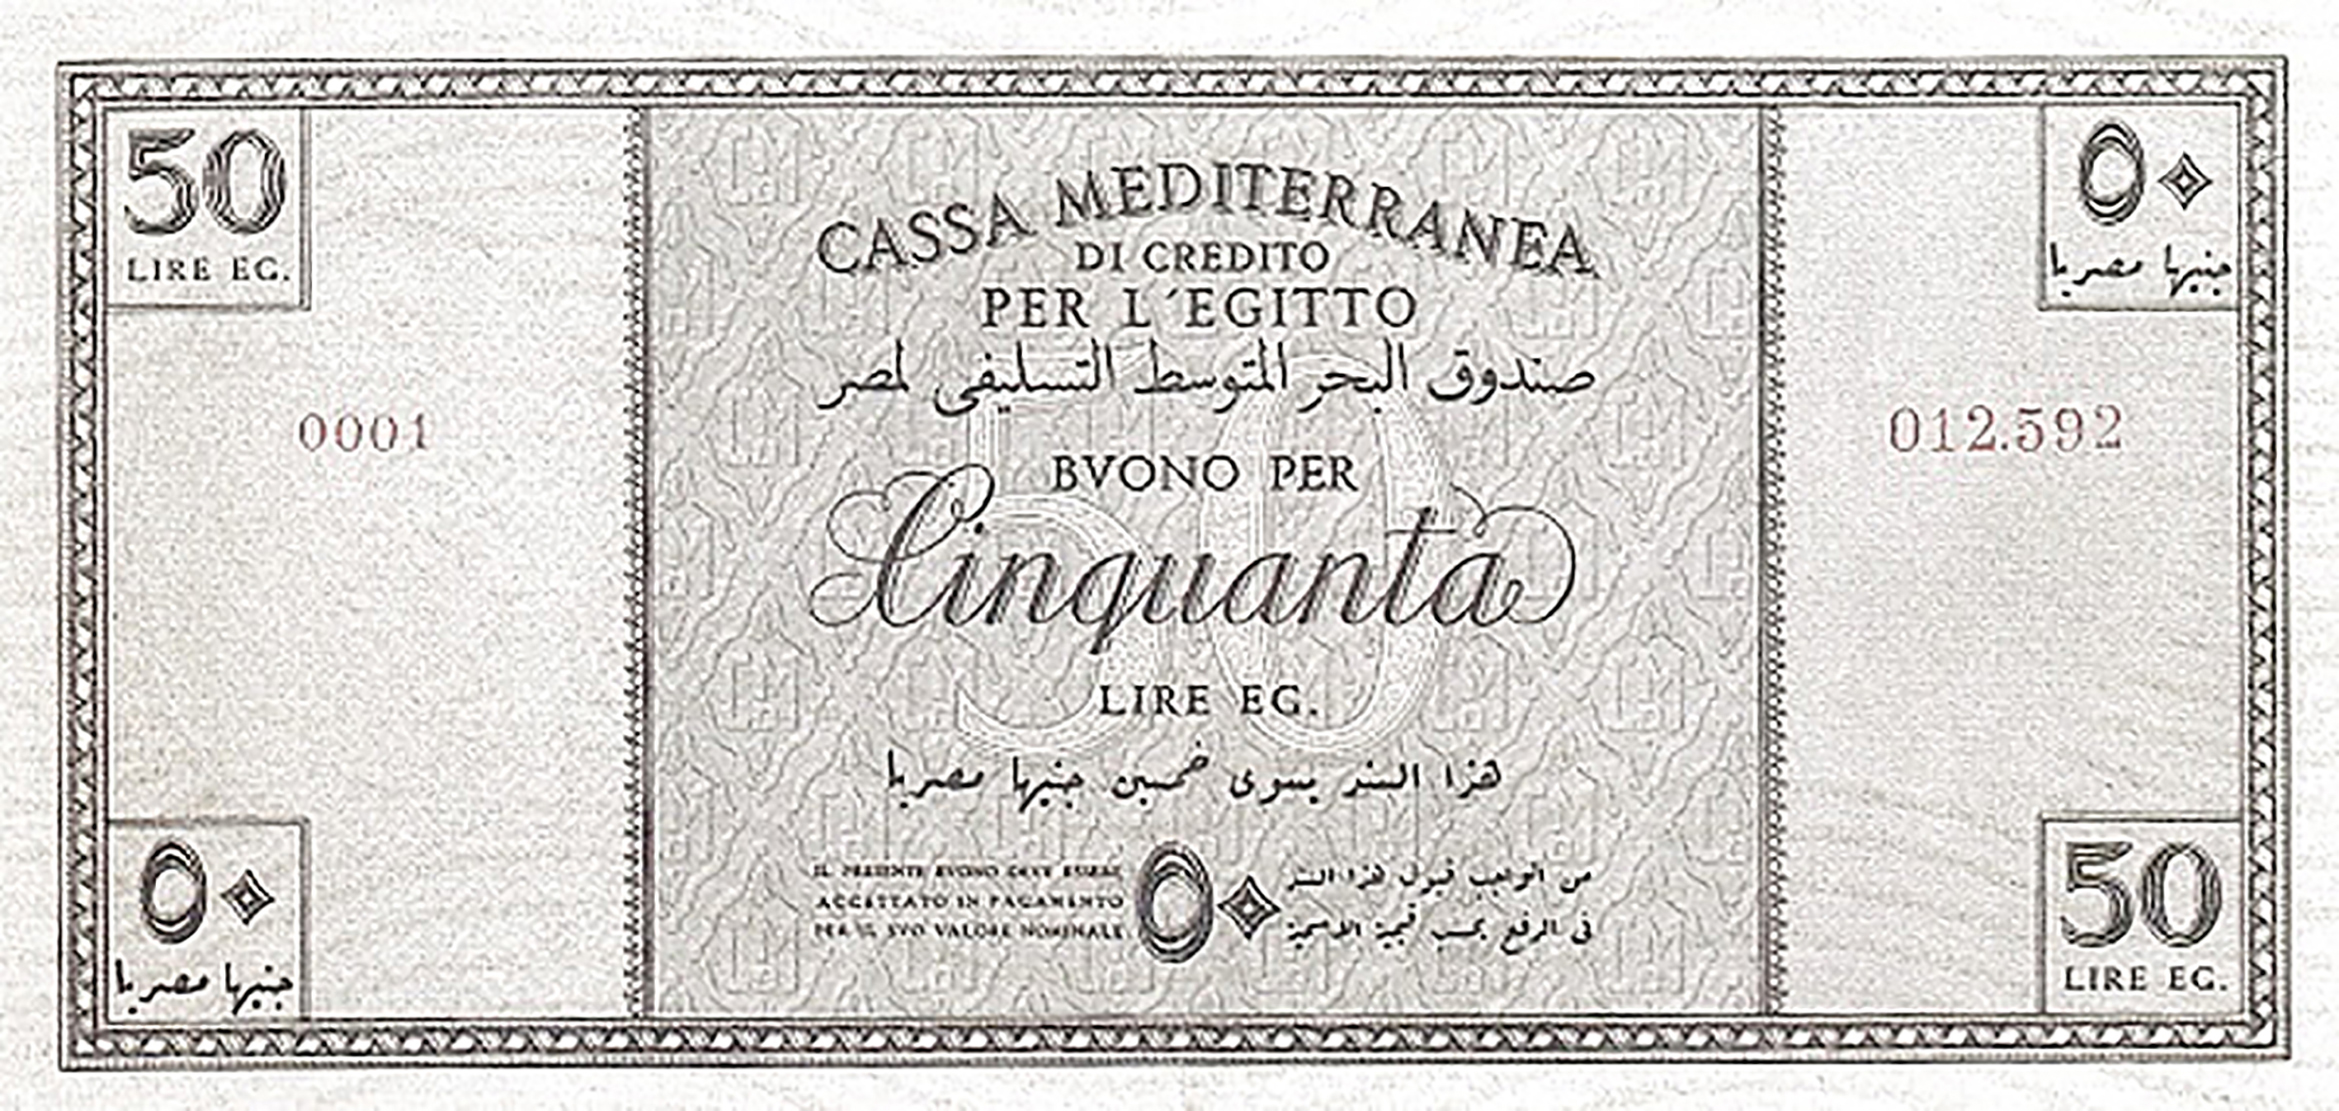 50
LIRE EG.
٥٠
جنيها مصريا
CASSA MEDITERRANEA
DI CREDITO
PER L'EGITTO
صندوق البحر المتوسط التسليفى لمصر
0001
012.592
BVONO PER
Cinquanta
LIRE EG.
هذا السند يسوى خمسين جنيها مصريا
IL PRESENTE BVONO DEVE ESSERE
ACCETTATO IN PAGAMENTO
PER IL SVO VALORE NOMINALE
٥٠
من الواجب قبول هذا السند
فى الدفع بحسب قيمته الاسمية
٥٠
جنيها مصريا
50
LIRE EG.